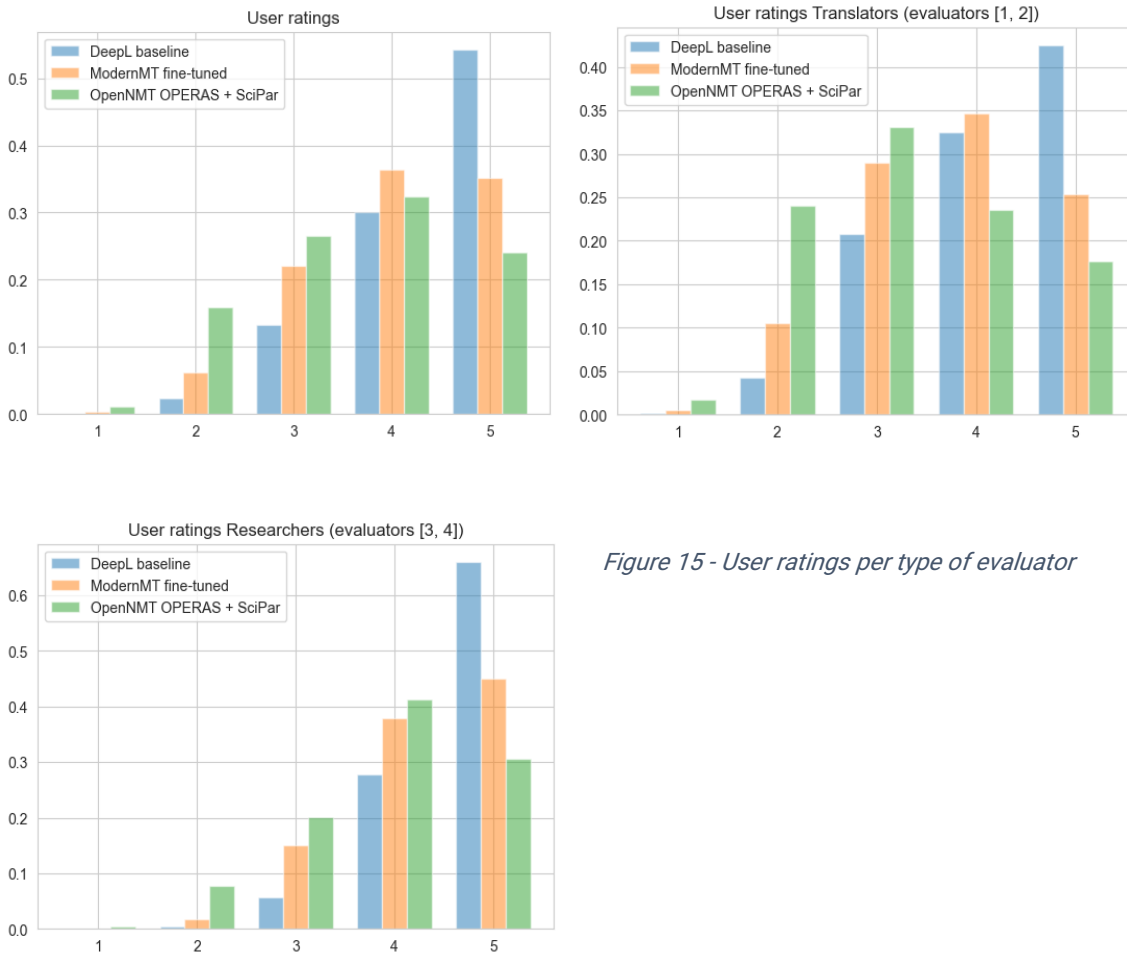 User ratings
DeepL baseline
ModernMT fine-tuned
OpenNMT OPERAS + SciPar
0.5
0.4
0.3
0.2
0.1
0.0
1 2 3 4 5
User ratings Translators (evaluators [1, 2])
DeepL baseline
ModernMT fine-tuned
OpenNMT OPERAS + SciPar
0.40
0.35
0.30
0.25
0.20
0.15
0.10
0.05
0.00
1 2 3 4 5
User ratings Researchers (evaluators [3, 4])
DeepL baseline
ModernMT fine-tuned
OpenNMT OPERAS + SciPar
0.6
0.5
0.4
0.3
0.2
0.1
0.0
1 2 3 4 5
Figure 15 - User ratings per type of evaluator